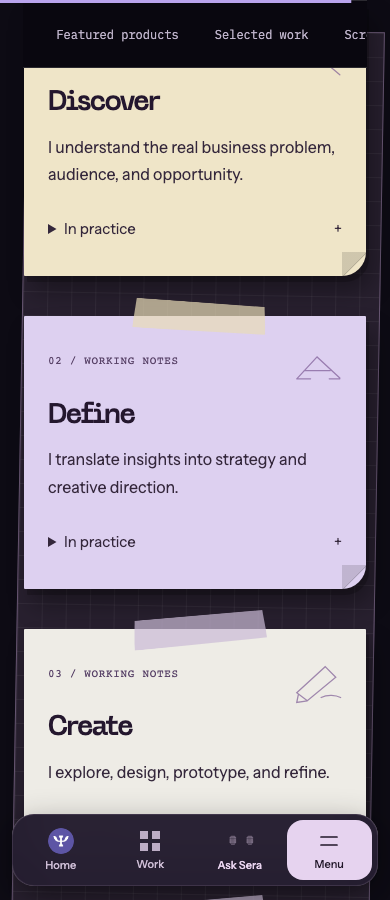 Featured products Selected work Scr
Discover
I understand the real business problem,
audience, and opportunity.
In practice +
02 / WORKING NOTES
Define
I translate insights into strategy and
creative direction.
In practice +
03 / WORKING NOTES
Create
I explore, design, prototype, and refine.
Home Work Ask Sera Menu